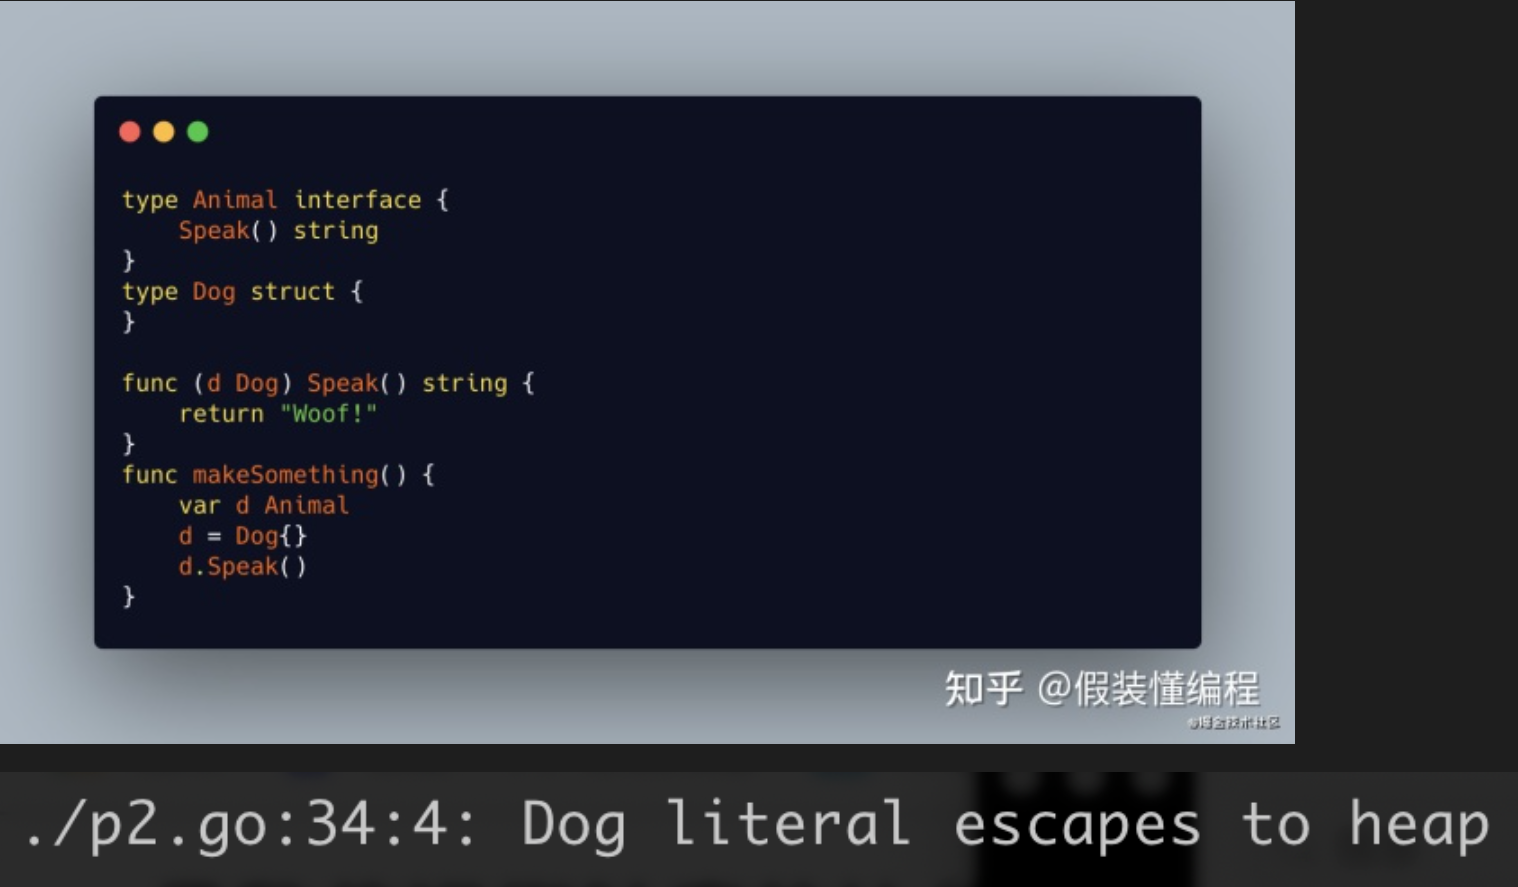 type Animal interface {
    Speak() string
}
type Dog struct {
}

func (d Dog) Speak() string {
    return "Woof!"
}
func makeSomething() {
    var d Animal
    d = Dog{}
    d.Speak()
}
知乎 @假装懂编程
@掘金技术社区
./p2.go:34:4: Dog literal escapes to heap